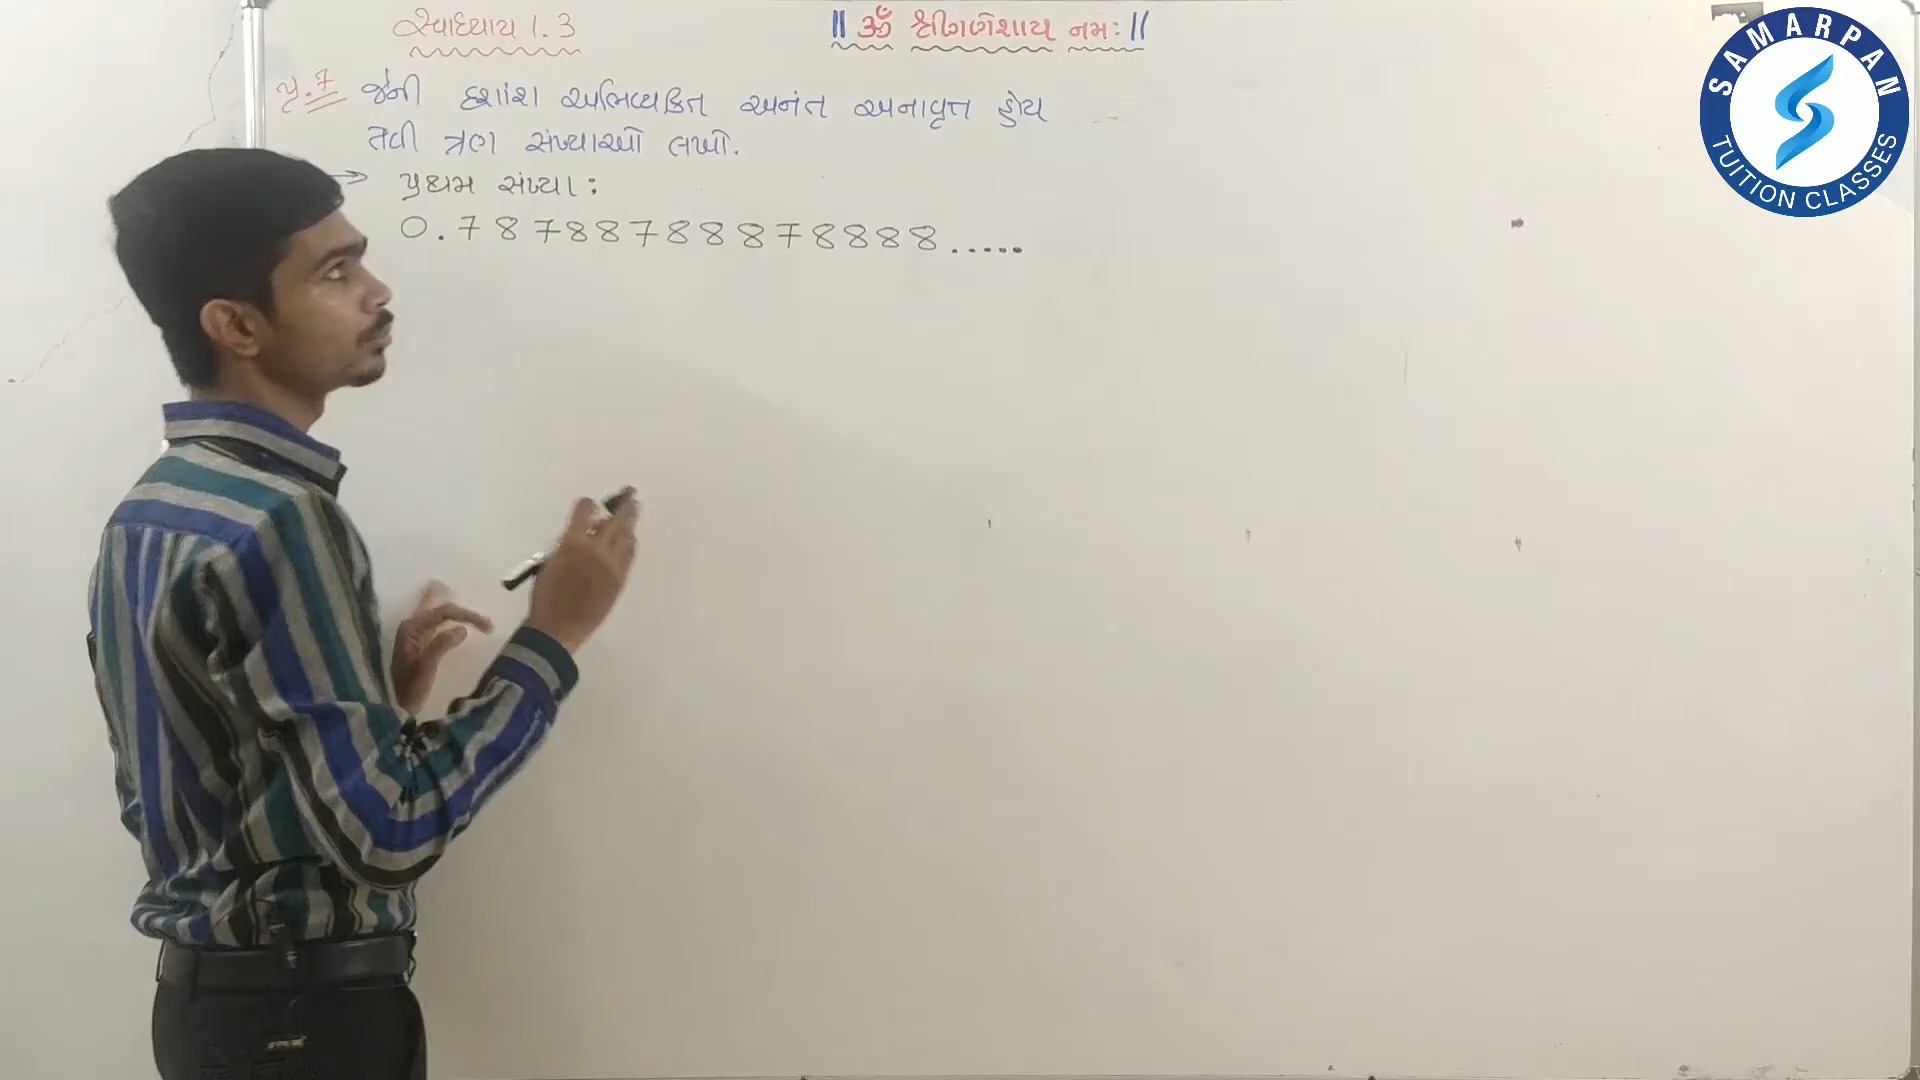 સ્વાધ્યાય 1.3
|| ૐ શ્રી ગણેશાય નમઃ ||
પ્ર.7 જેની દશાંશ અભિવ્યક્તિ અનંત અનાવૃત્ત હોય
તેવી ત્રણ સંખ્યાઓ લખો.
→ પ્રથમ સંખ્યા :
0.78788788878888.....
SAMARPAN
TUITION CLASSES